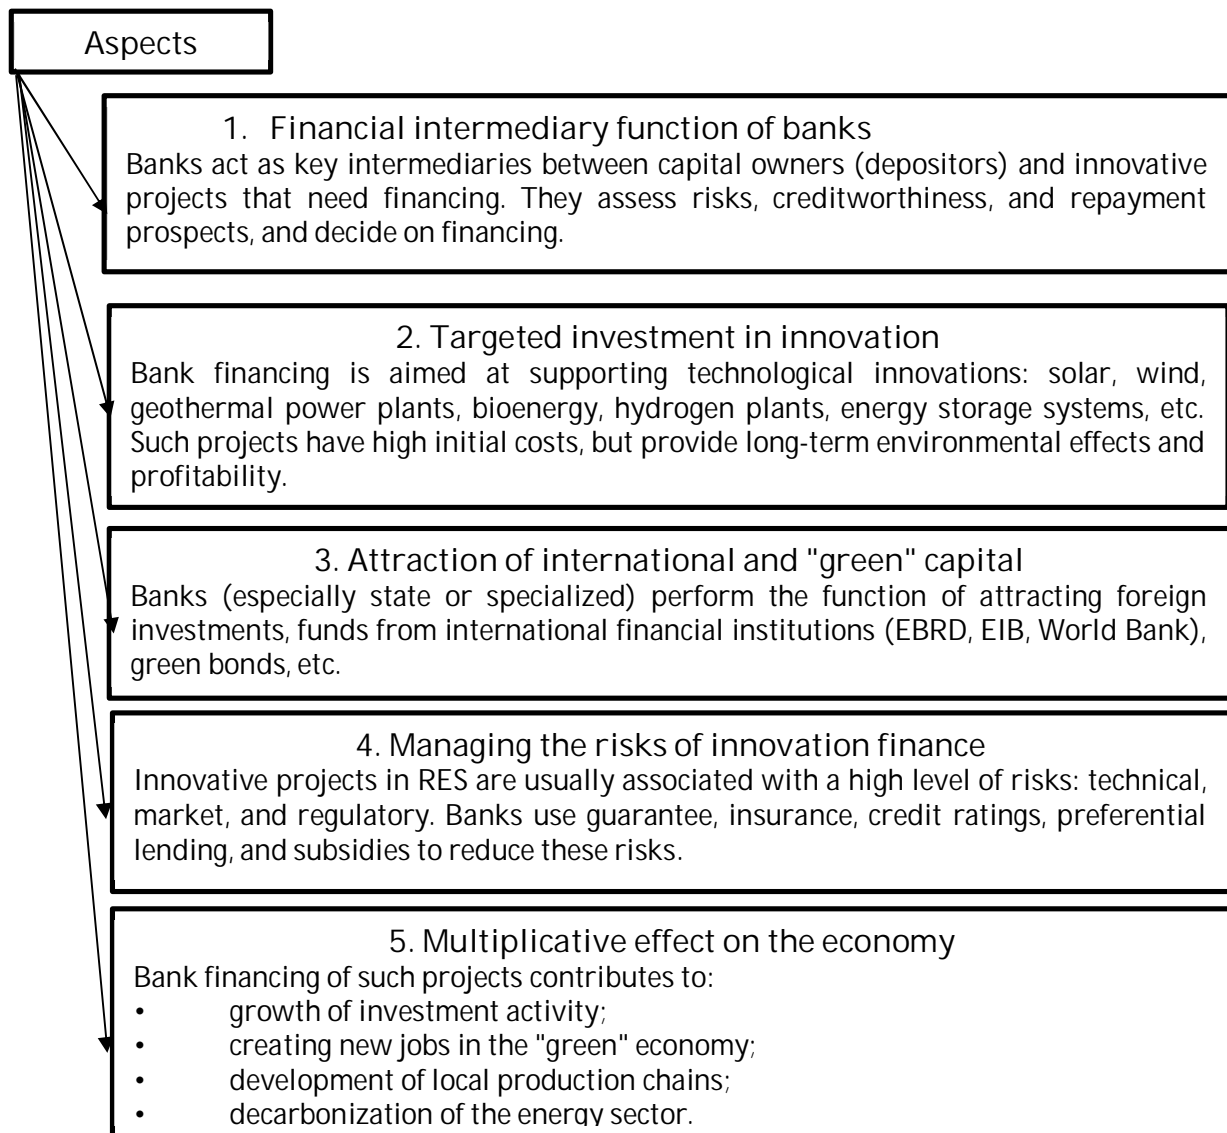 Aspects
1. Financial intermediary function of banks
Banks act as key intermediaries between capital owners (depositors) and innovative
projects that need financing. They assess risks, creditworthiness, and repayment
prospects, and decide on financing.
2. Targeted investment in innovation
Bank financing is aimed at supporting technological innovations: solar, wind,
geothermal power plants, bioenergy, hydrogen plants, energy storage systems, etc.
Such projects have high initial costs, but provide long-term environmental effects and
profitability.
3. Attraction of international and "green" capital
Banks (especially state or specialized) perform the function of attracting foreign
investments, funds from international financial institutions (EBRD, EIB, World Bank),
green bonds, etc.
4. Managing the risks of innovation finance
Innovative projects in RES are usually associated with a high level of risks: technical,
market, and regulatory. Banks use guarantee, insurance, credit ratings, preferential
lending, and subsidies to reduce these risks.
5. Multiplicative effect on the economy
Bank financing of such projects contributes to:
• growth of investment activity;
• creating new jobs in the "green" economy;
• development of local production chains;
• decarbonization of the energy sector.